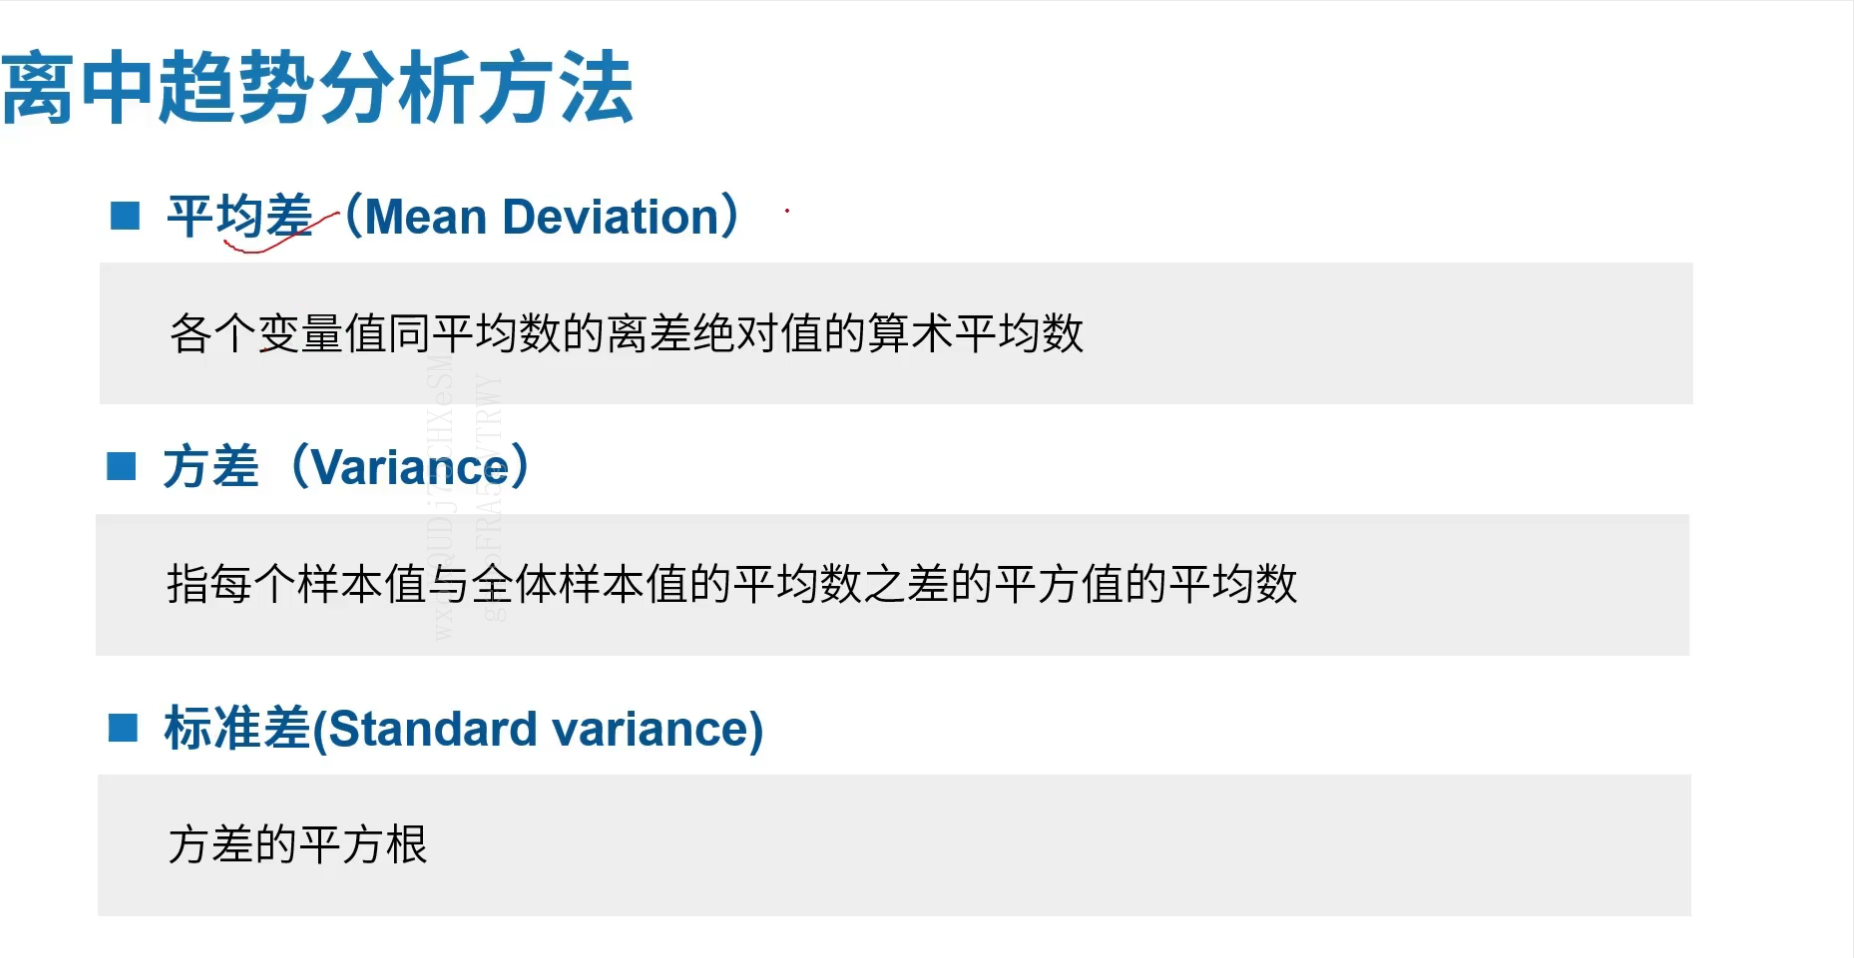 离中趋势分析方法
平均差（Mean Deviation）
各个变量值同平均数的离差绝对值的算术平均数
方差（Variance）
指每个样本值与全体样本值的平均数之差的平方值的平均数
标准差(Standard variance)
方差的平方根